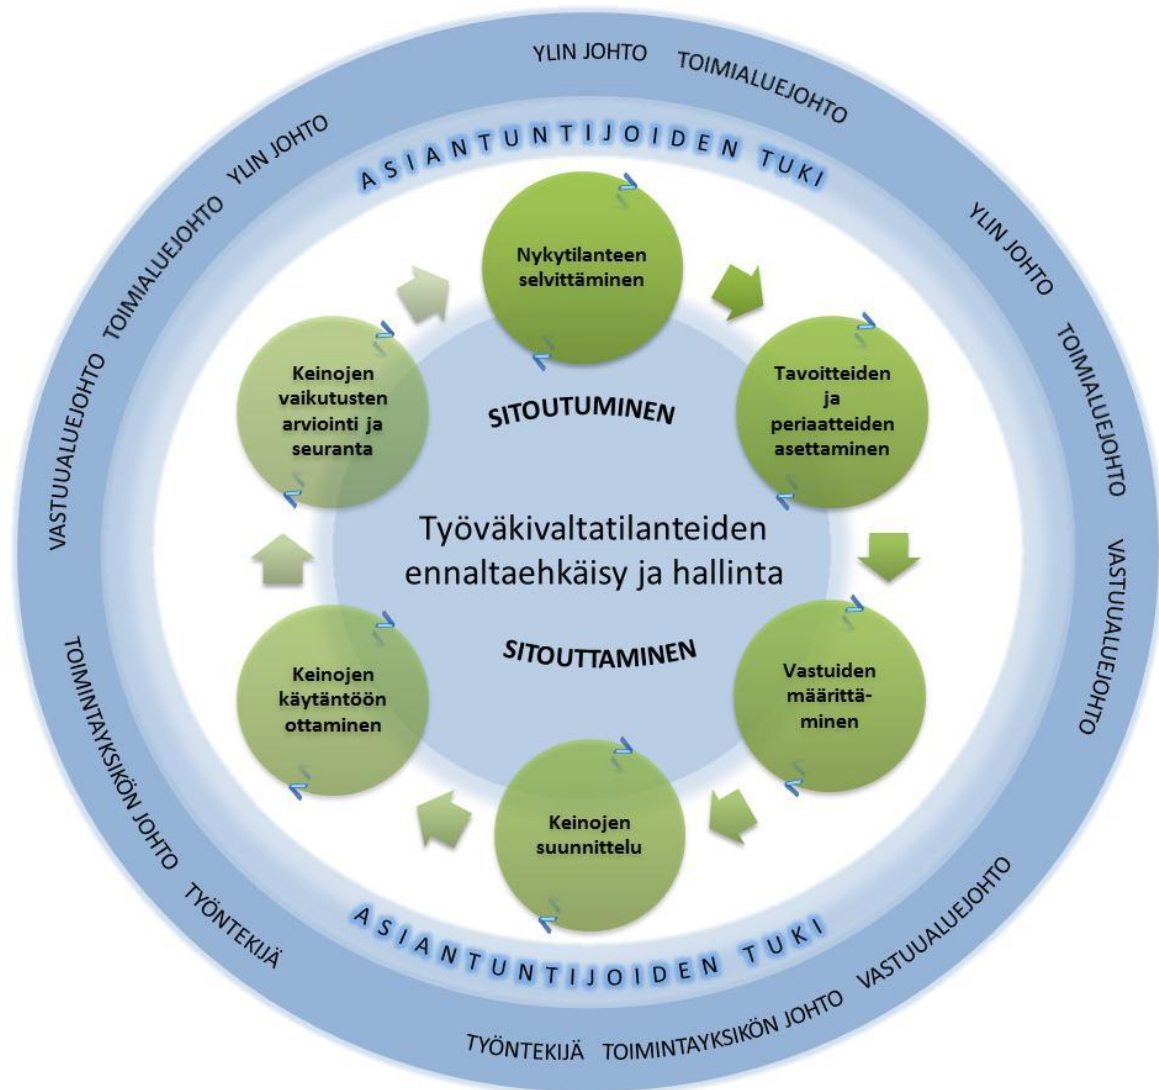 YLIN JOHTO TOIMIALUEJOHTO
YLIN JOHTO TOIMIALUEJOHTO VASTUUALUEJOHTO
VASTUUALUEJOHTO TOIMIALUEJOHTO YLIN JOHTO
ASIANTUNTIJOIDEN TUKI
Nykytilanteen
selvittäminen
Tavoitteiden
ja
periaatteiden
asettaminen
Vastuiden
määrittä-
minen
Keinojen
suunnittelu
Keinojen
käytäntöön
ottaminen
Keinojen
vaikutusten
arviointi ja
seuranta
SITOUTUMINEN
Työväkivaltatilanteiden
ennaltaehkäisy ja hallinta
SITOUTTAMINEN
ASIANTUNTIJOIDEN TUKI
TOIMINTAYKSIKÖN JOHTO TYÖNTEKIJÄ
TYÖNTEKIJÄ TOIMINTAYKSIKÖN JOHTO VASTUUALUEJOHTO